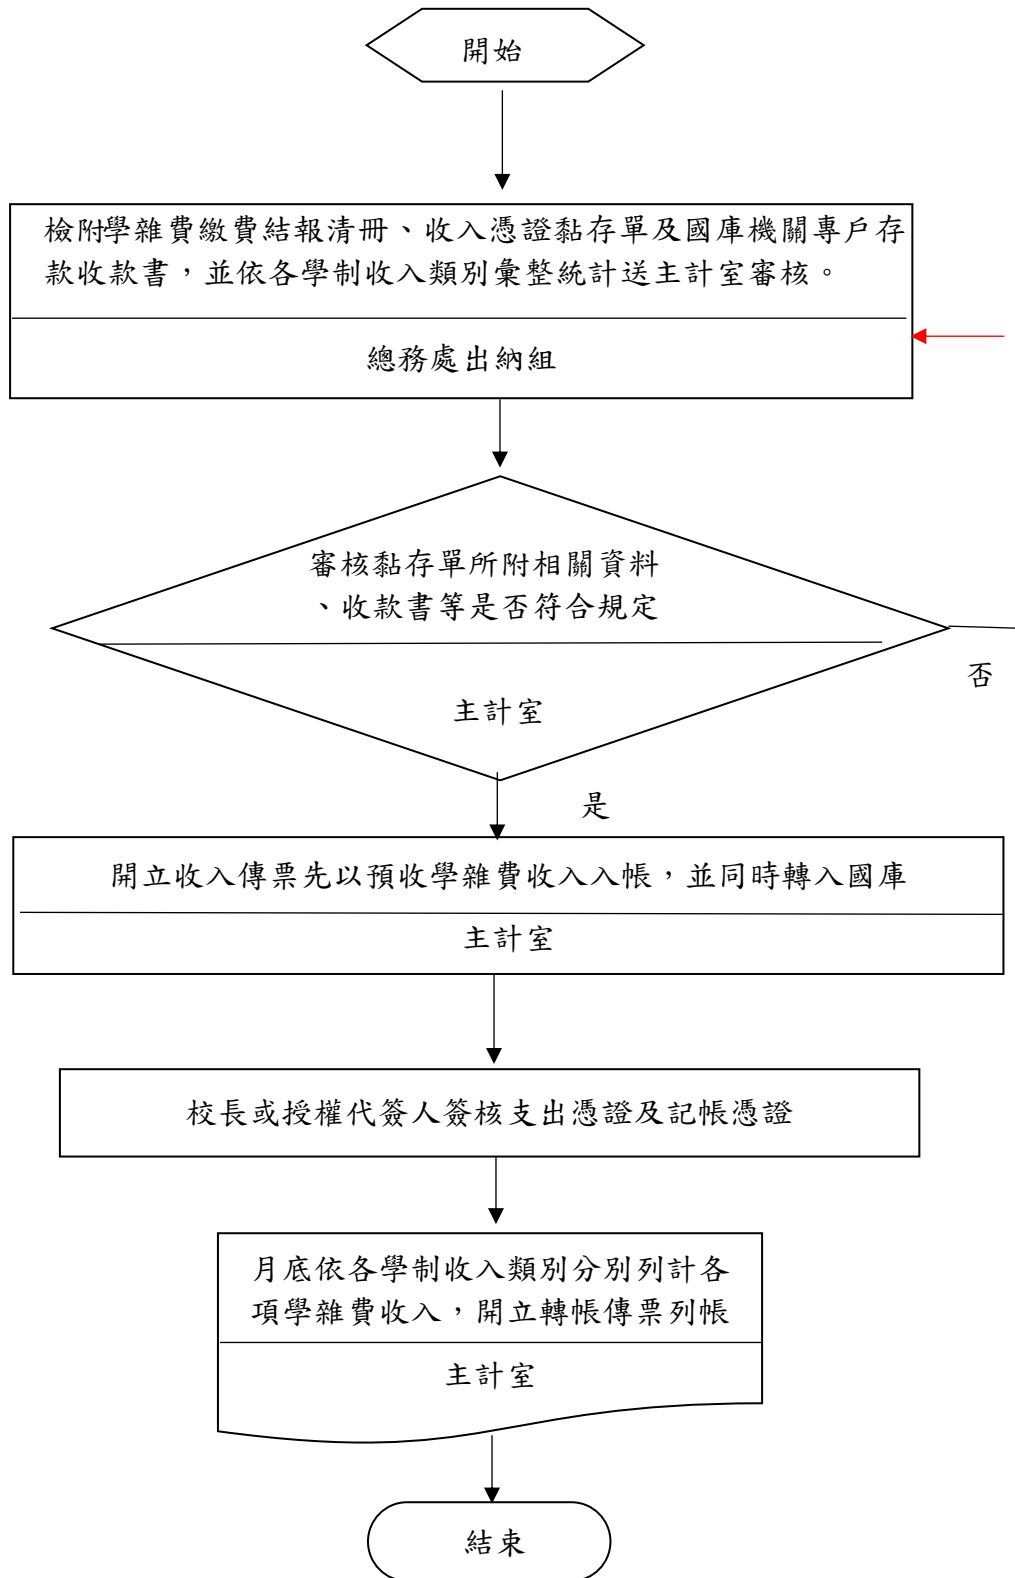 開始
檢附學雜費繳費結報清冊、收入憑證黏存單及國庫機關專戶存
款收款書，並依各學制收入類別彙整統計送主計室審核。
總務處出納組
審核黏存單所附相關資料
、收款書等是否符合規定
主計室
否
是
開立收入傳票先以預收學雜費收入入帳，並同時轉入國庫
主計室
校長或授權代簽人簽核支出憑證及記帳憑證
月底依各學制收入類別分別列計各
項學雜費收入，開立轉帳傳票列帳
主計室
結束